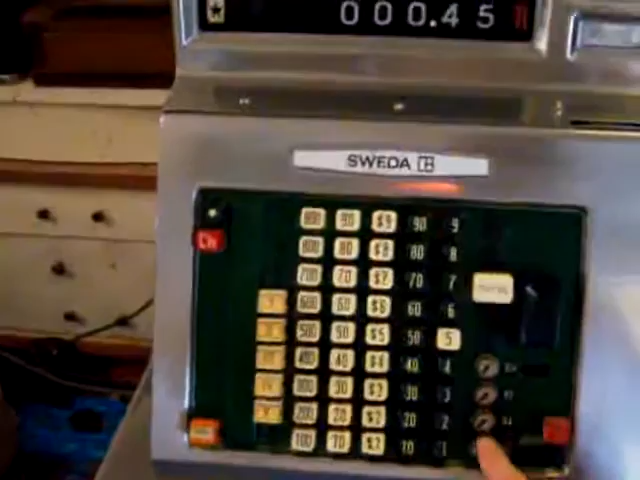 000.45
SWEDA
900 90 $9 90 9
800 80 $8 80 8
700 70 $7 70 7
600 60 $6 60 6
500 50 $5 50 5
400 40 $4 40 4
300 30 $3 30 3
200 20 $2 20 2
100 10 $1 10 1